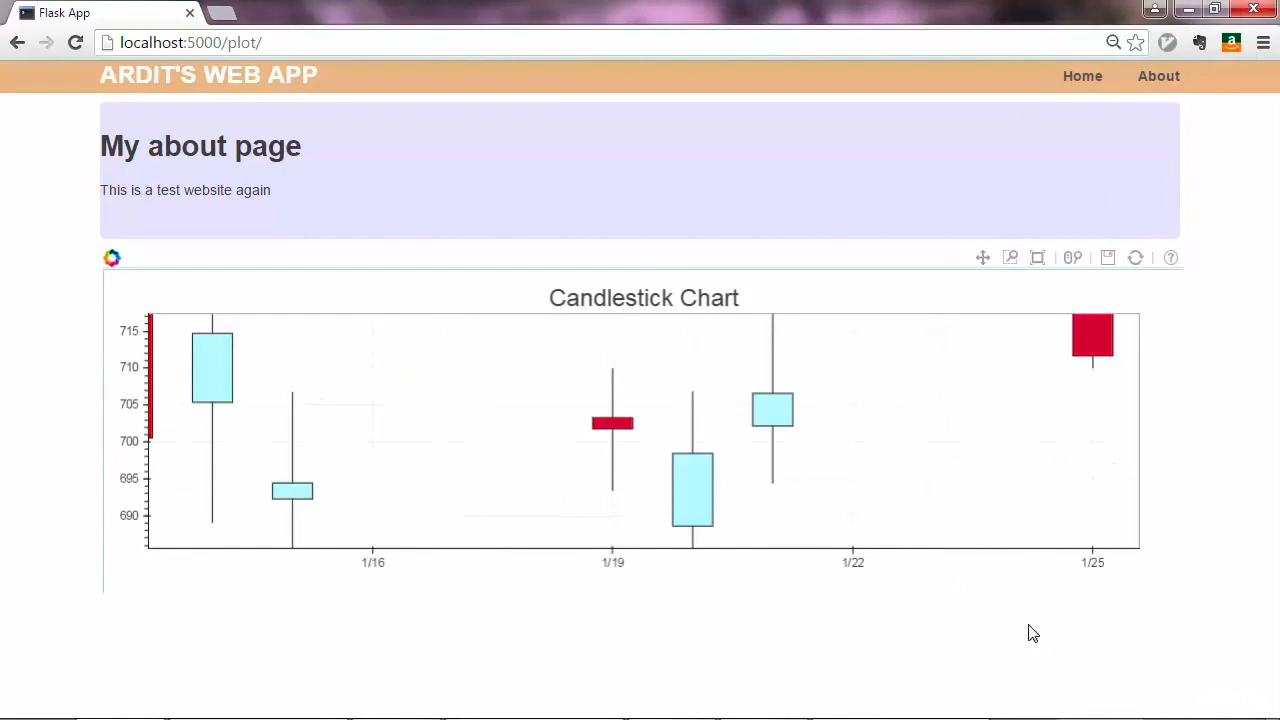 Flask App
localhost:5000/plot/
ARDIT'S WEB APP
Home About
My about page
This is a test website again
Candlestick Chart
715
710
705
700
695
690
1/16 1/19 1/22 1/25